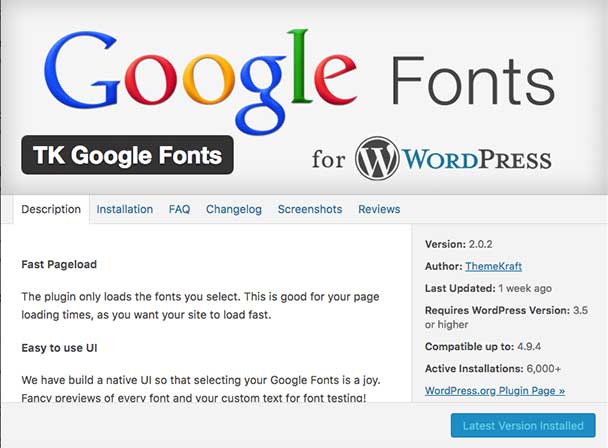 Google Fonts
TK Google Fonts
for WORDPRESS
Description Installation FAQ Changelog Screenshots Reviews
Fast Pageload
The plugin only loads the fonts you select. This is good for your page
loading times, as you want your site to load fast.
Easy to use UI
We have build a native UI so that selecting your Google Fonts is a joy.
Fancy previews of every font and your custom text for font testing!
Version: 2.0.2
Author: ThemeKraft
Last Updated: 1 week ago
Requires WordPress Version: 3.5
or higher
Compatible up to: 4.9.4
Active Installations: 6,000+
WordPress.org Plugin Page »
Latest Version Installed